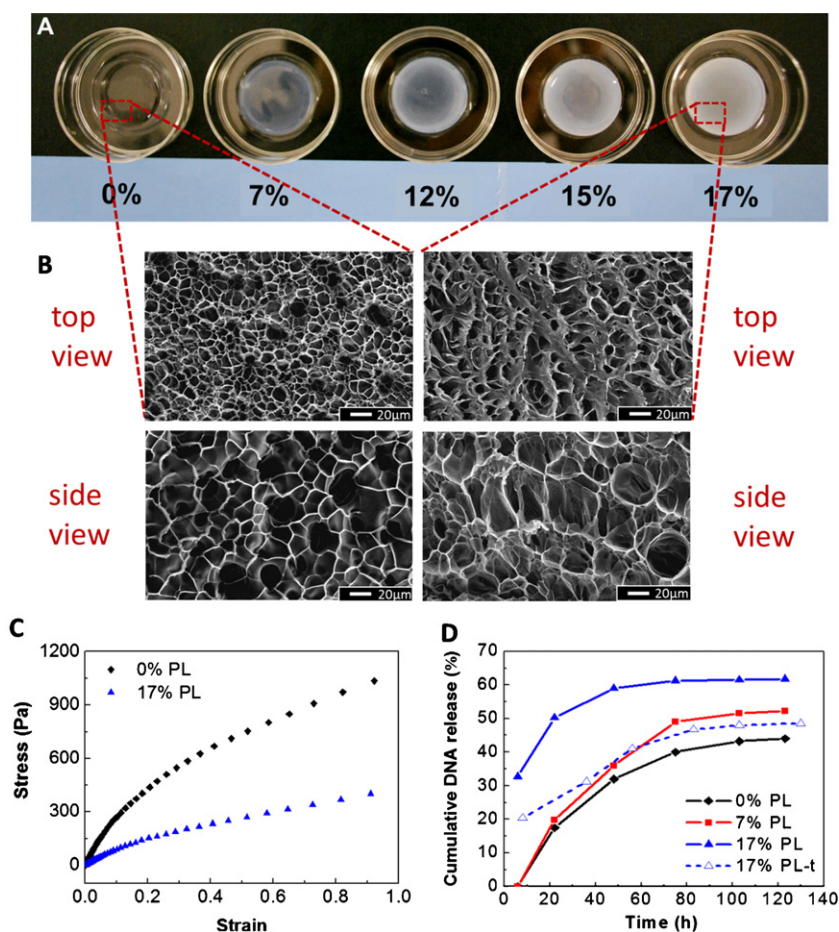 A
0% 7% 12% 15% 17%
B
top
view
top
view
20μm
20μm
side
view
side
view
20μm
20μm
C
1200
900
600
300
0
0.0 0.2 0.4 0.6 0.8 1.0
Stress (Pa)
Strain
0% PL
17% PL
D
70
60
50
40
30
20
10
0
0 20 40 60 80 100 120 140
Cumulative DNA release (%)
Time (h)
0% PL
7% PL
17% PL
17% PL-t